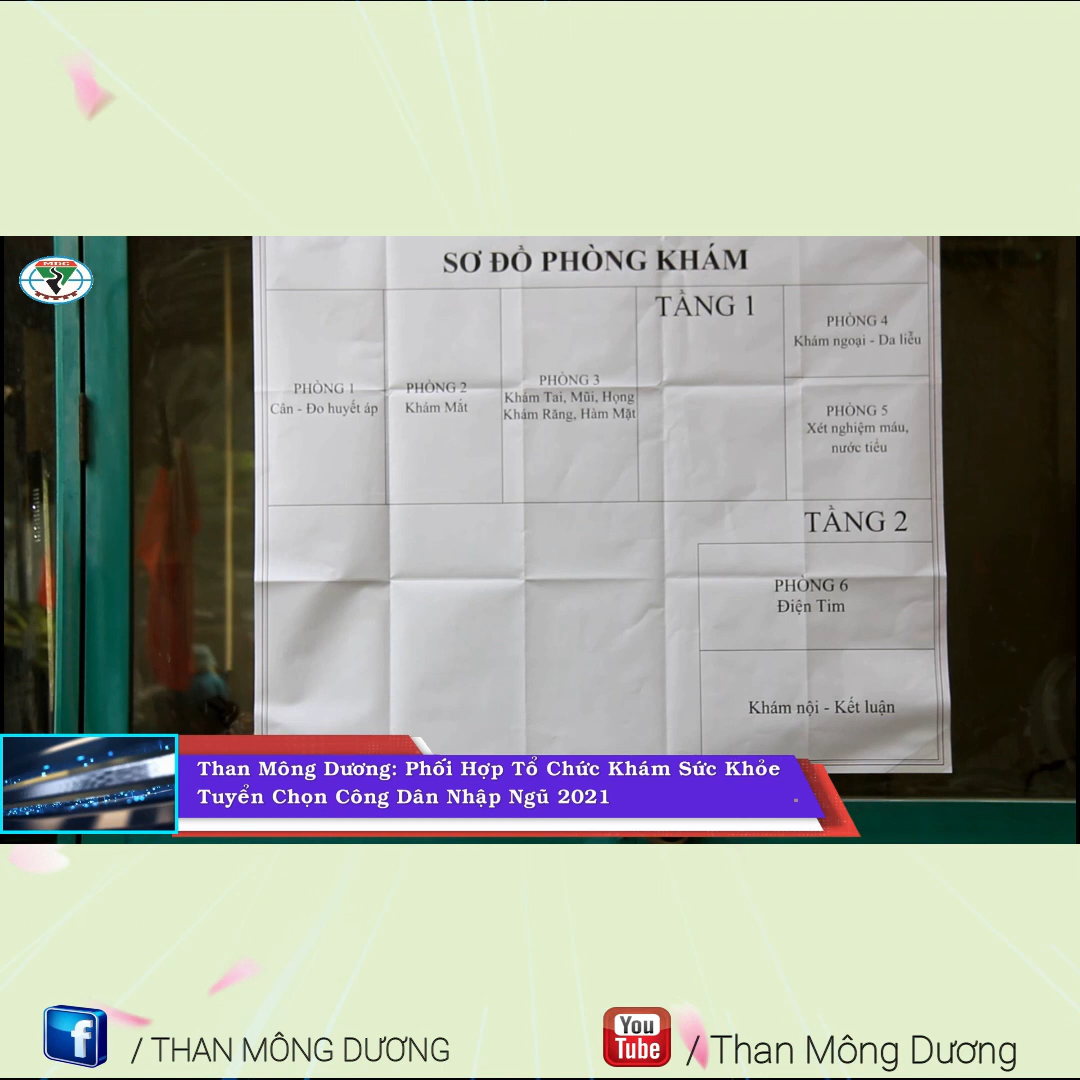 MDC
SƠ ĐỒ PHÒNG KHÁM
TẦNG 1
PHÒNG 1
Cân - Đo huyết áp
PHÒNG 2
Khám Mắt
PHÒNG 3
Khám Tai, Mũi, Họng
Khám Răng, Hàm Mặt
PHÒNG 4
Khám ngoại - Da liễu
PHÒNG 5
Xét nghiệm máu,
nước tiểu
TẦNG 2
PHÒNG 6
Điện Tim
Khám nội - Kết luận
Than Mông Dương: Phối Hợp Tổ Chức Khám Sức Khỏe
Tuyển Chọn Công Dân Nhập Ngũ 2021
f / THAN MÔNG DƯƠNG
You
Tube / Than Mông Dương